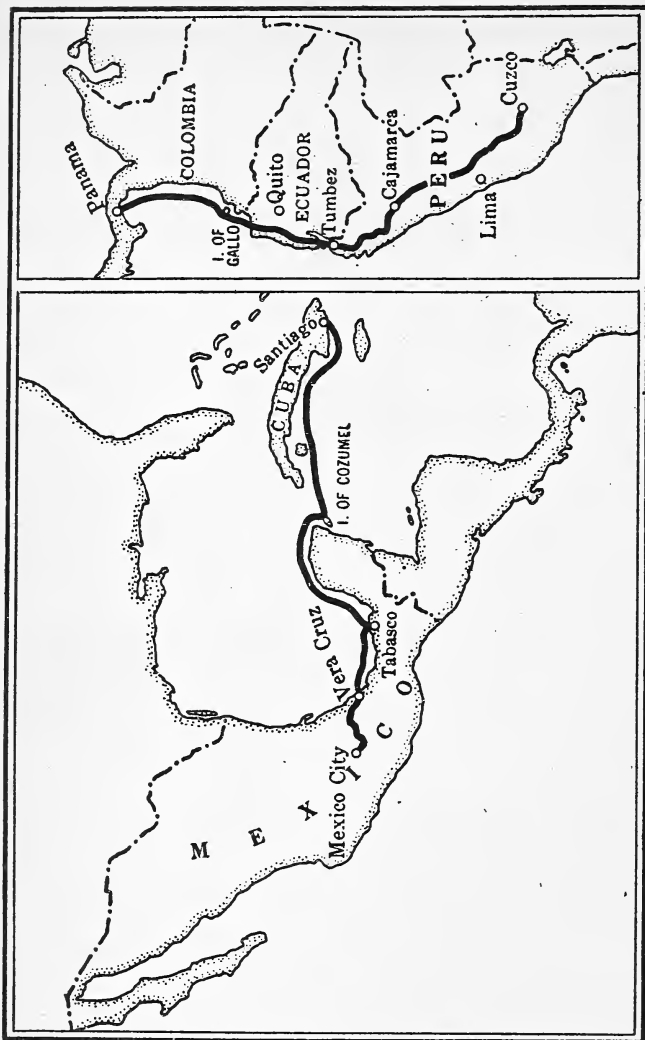 Panama
COLOMBIA
I. OF
GALLO
Quito
ECUADOR
Tumbez
Cajamarca
PERU
Lima
Cuzco
Santiago
CUBA
I. OF COZUMEL
Vera Cruz
Tabasco
Mexico City
MEXICO